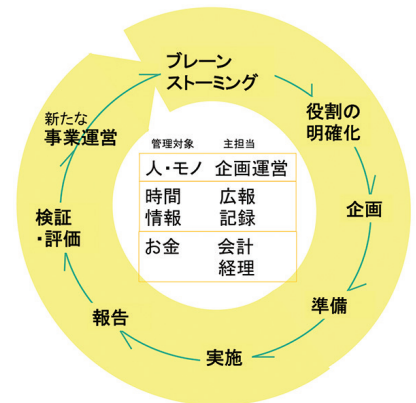 ブレーン
ストーミング
役割の
明確化
企画
準備
実施
報告
検証
・評価
新たな
事業運営
管理対象 主担当
人・モノ 企画運営
時間 広報
情報 記録
お金 会計
経理